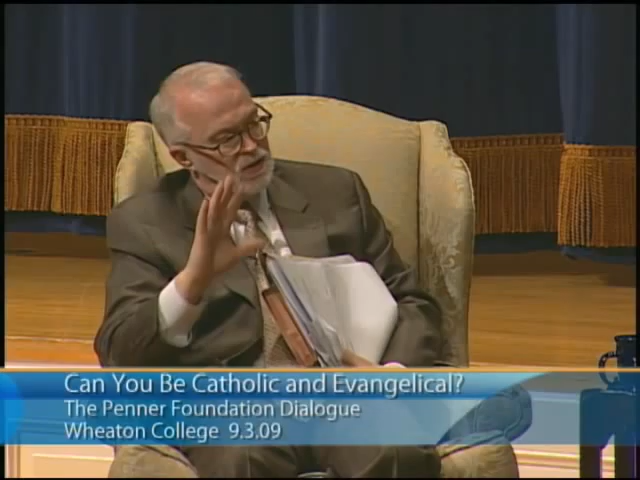 Can You Be Catholic and Evangelical?
The Penner Foundation Dialogue
Wheaton College 9.3.09